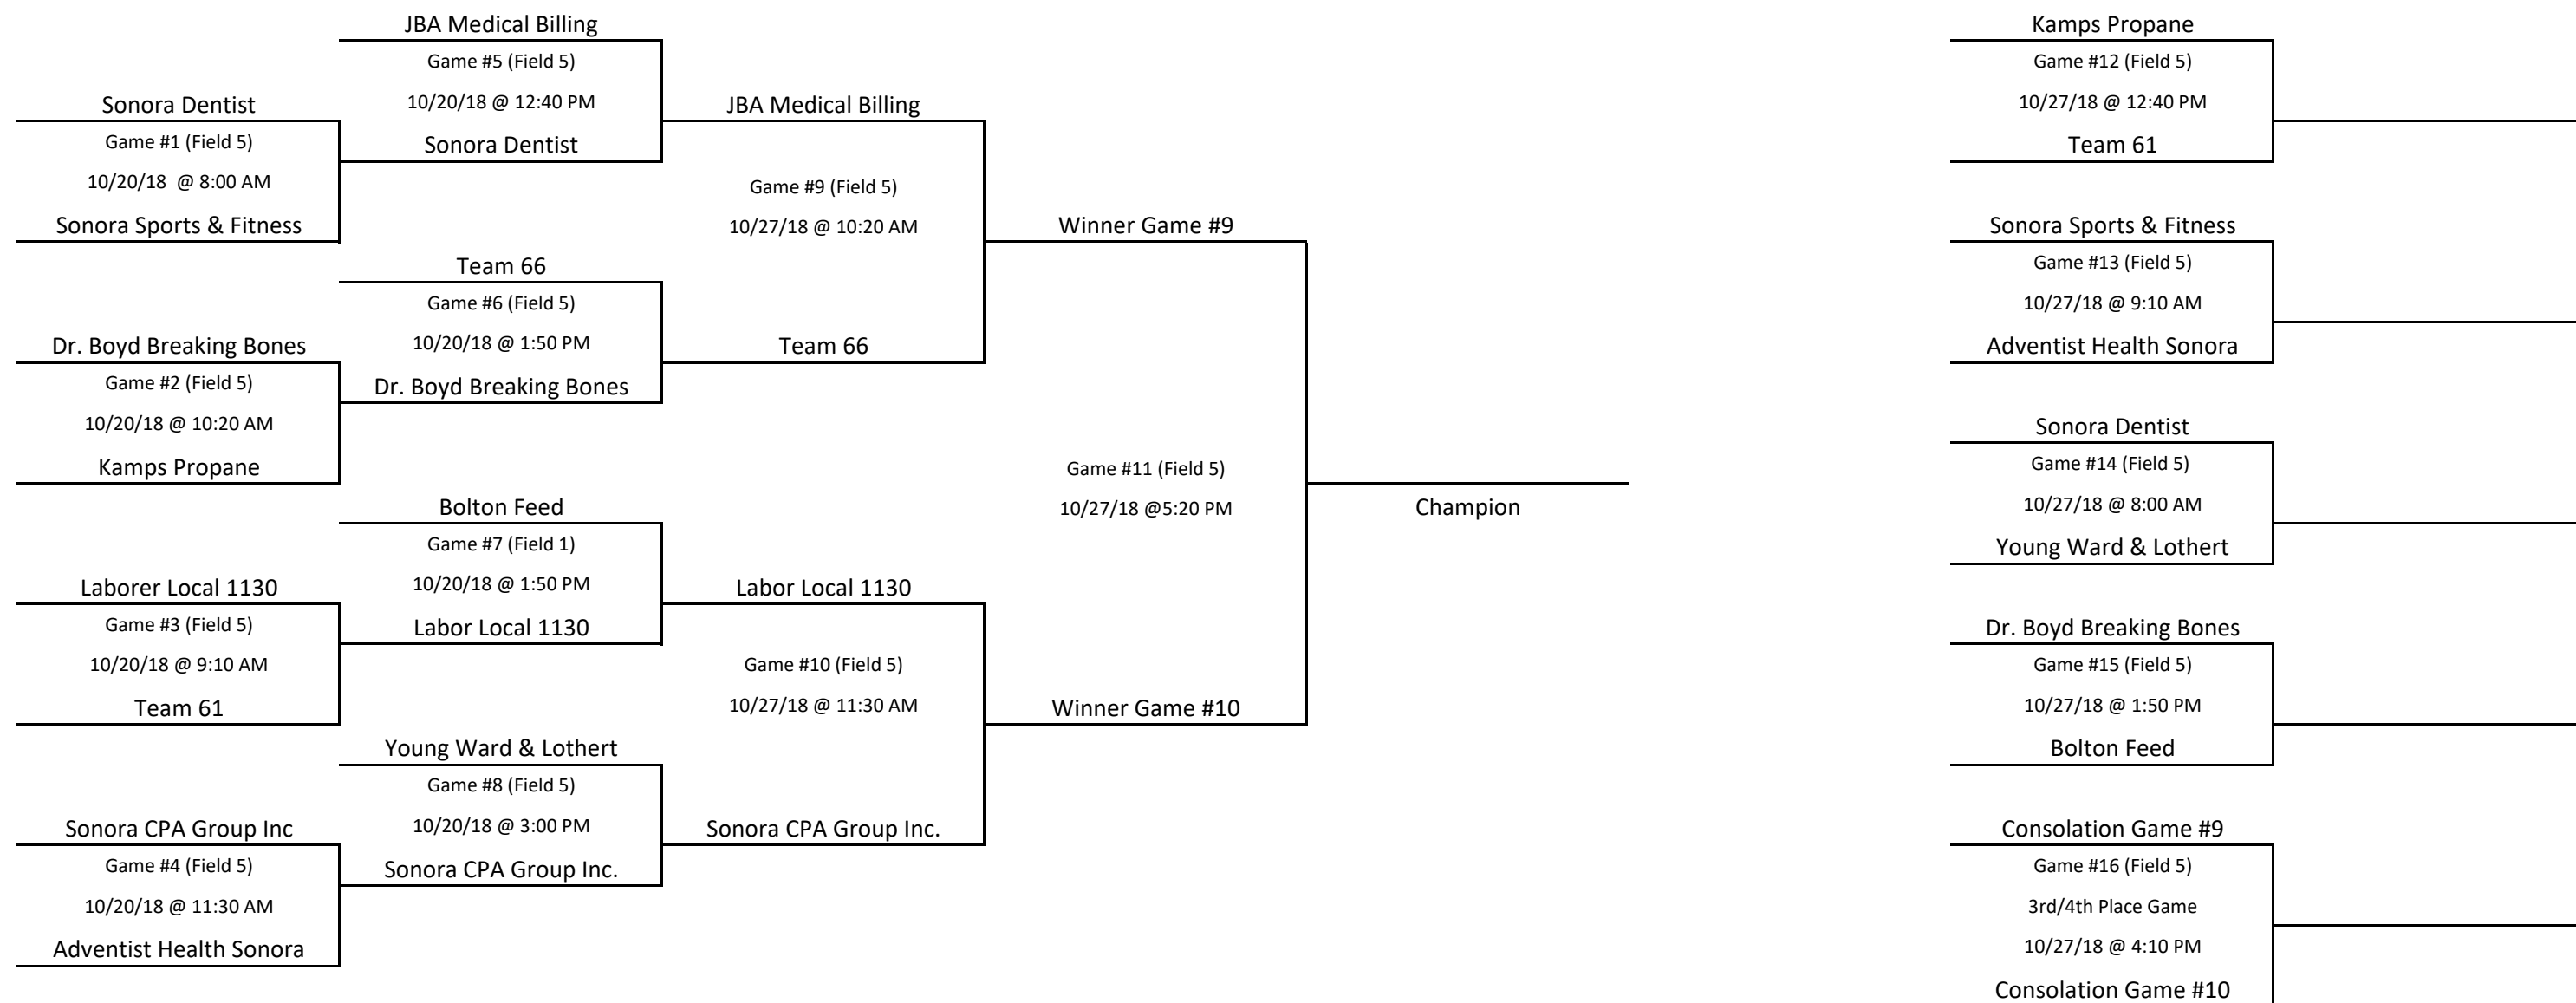 JBA Medical Billing
Game #5 (Field 5)
10/20/18 @ 12:40 PM
Sonora Dentist
Sonora Dentist
Game #1 (Field 5)
10/20/18  @ 8:00 AM
Sonora Sports & Fitness
JBA Medical Billing
Game #9 (Field 5)
10/27/18 @ 10:20 AM
Team 66
Winner Game #9
Team 66
Game #6 (Field 5)
10/20/18 @ 1:50 PM
Dr. Boyd Breaking Bones
Dr. Boyd Breaking Bones
Game #2 (Field 5)
10/20/18 @ 10:20 AM
Kamps Propane
Game #11 (Field 5)
10/27/18 @5:20 PM
Champion
Bolton Feed
Game #7 (Field 1)
10/20/18 @ 1:50 PM
Labor Local 1130
Laborer Local 1130
Game #3 (Field 5)
10/20/18 @ 9:10 AM
Team 61
Labor Local 1130
Game #10 (Field 5)
10/27/18 @ 11:30 AM
Sonora CPA Group Inc.
Winner Game #10
Young Ward & Lothert
Game #8 (Field 5)
10/20/18 @ 3:00 PM
Sonora CPA Group Inc.
Sonora CPA Group Inc
Game #4 (Field 5)
10/20/18 @ 11:30 AM
Adventist Health Sonora
Kamps Propane
Game #12 (Field 5)
10/27/18 @ 12:40 PM
Team 61
Sonora Sports & Fitness
Game #13 (Field 5)
10/27/18 @ 9:10 AM
Adventist Health Sonora
Sonora Dentist
Game #14 (Field 5)
10/27/18 @ 8:00 AM
Young Ward & Lothert
Dr. Boyd Breaking Bones
Game #15 (Field 5)
10/27/18 @ 1:50 PM
Bolton Feed
Consolation Game #9
Game #16 (Field 5)
3rd/4th Place Game
10/27/18 @ 4:10 PM
Consolation Game #10